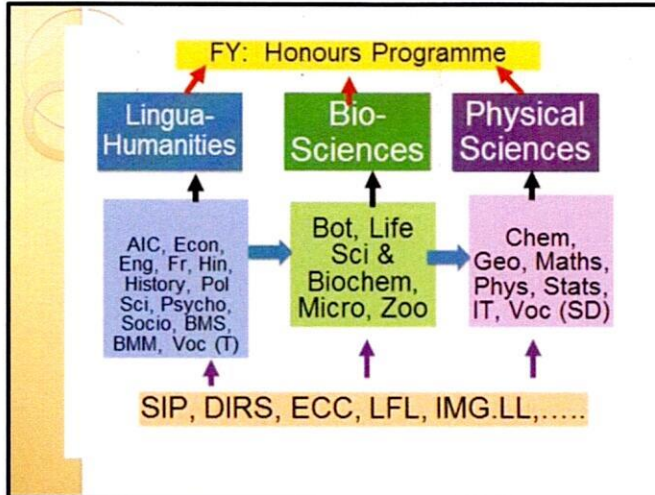 FY: Honours Programme
Lingua-
Humanities
Bio-
Sciences
Physical
Sciences
AIC, Econ,
Eng, Fr, Hin,
History, Pol
Sci, Psycho,
Socio, BMS,
BMM, Voc (T)
Bot, Life
Sci &
Biochem,
Micro, Zoo
Chem,
Geo, Maths,
Phys, Stats,
IT, Voc (SD)
SIP, DIRS, ECC, LFL, IMG.LL,.....